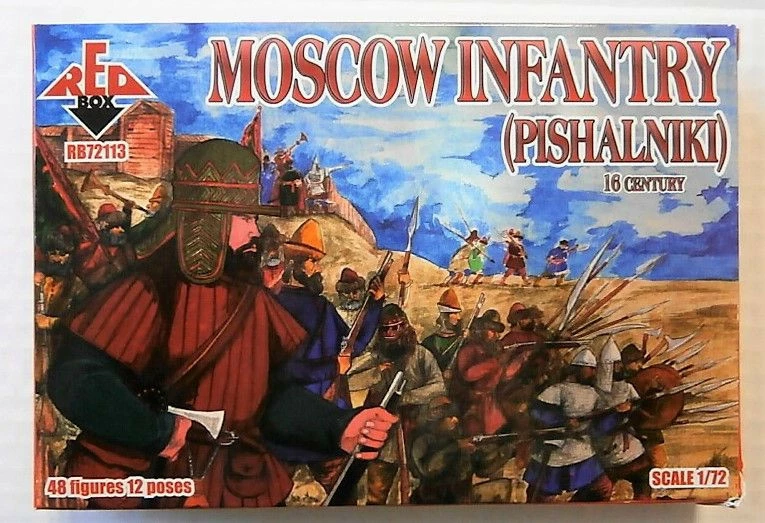 RED
BOX
RB72113
MOSCOW INFANTRY
(PISHALNIKI)
16 CENTURY
48 figures 12 poses
SCALE 1/72